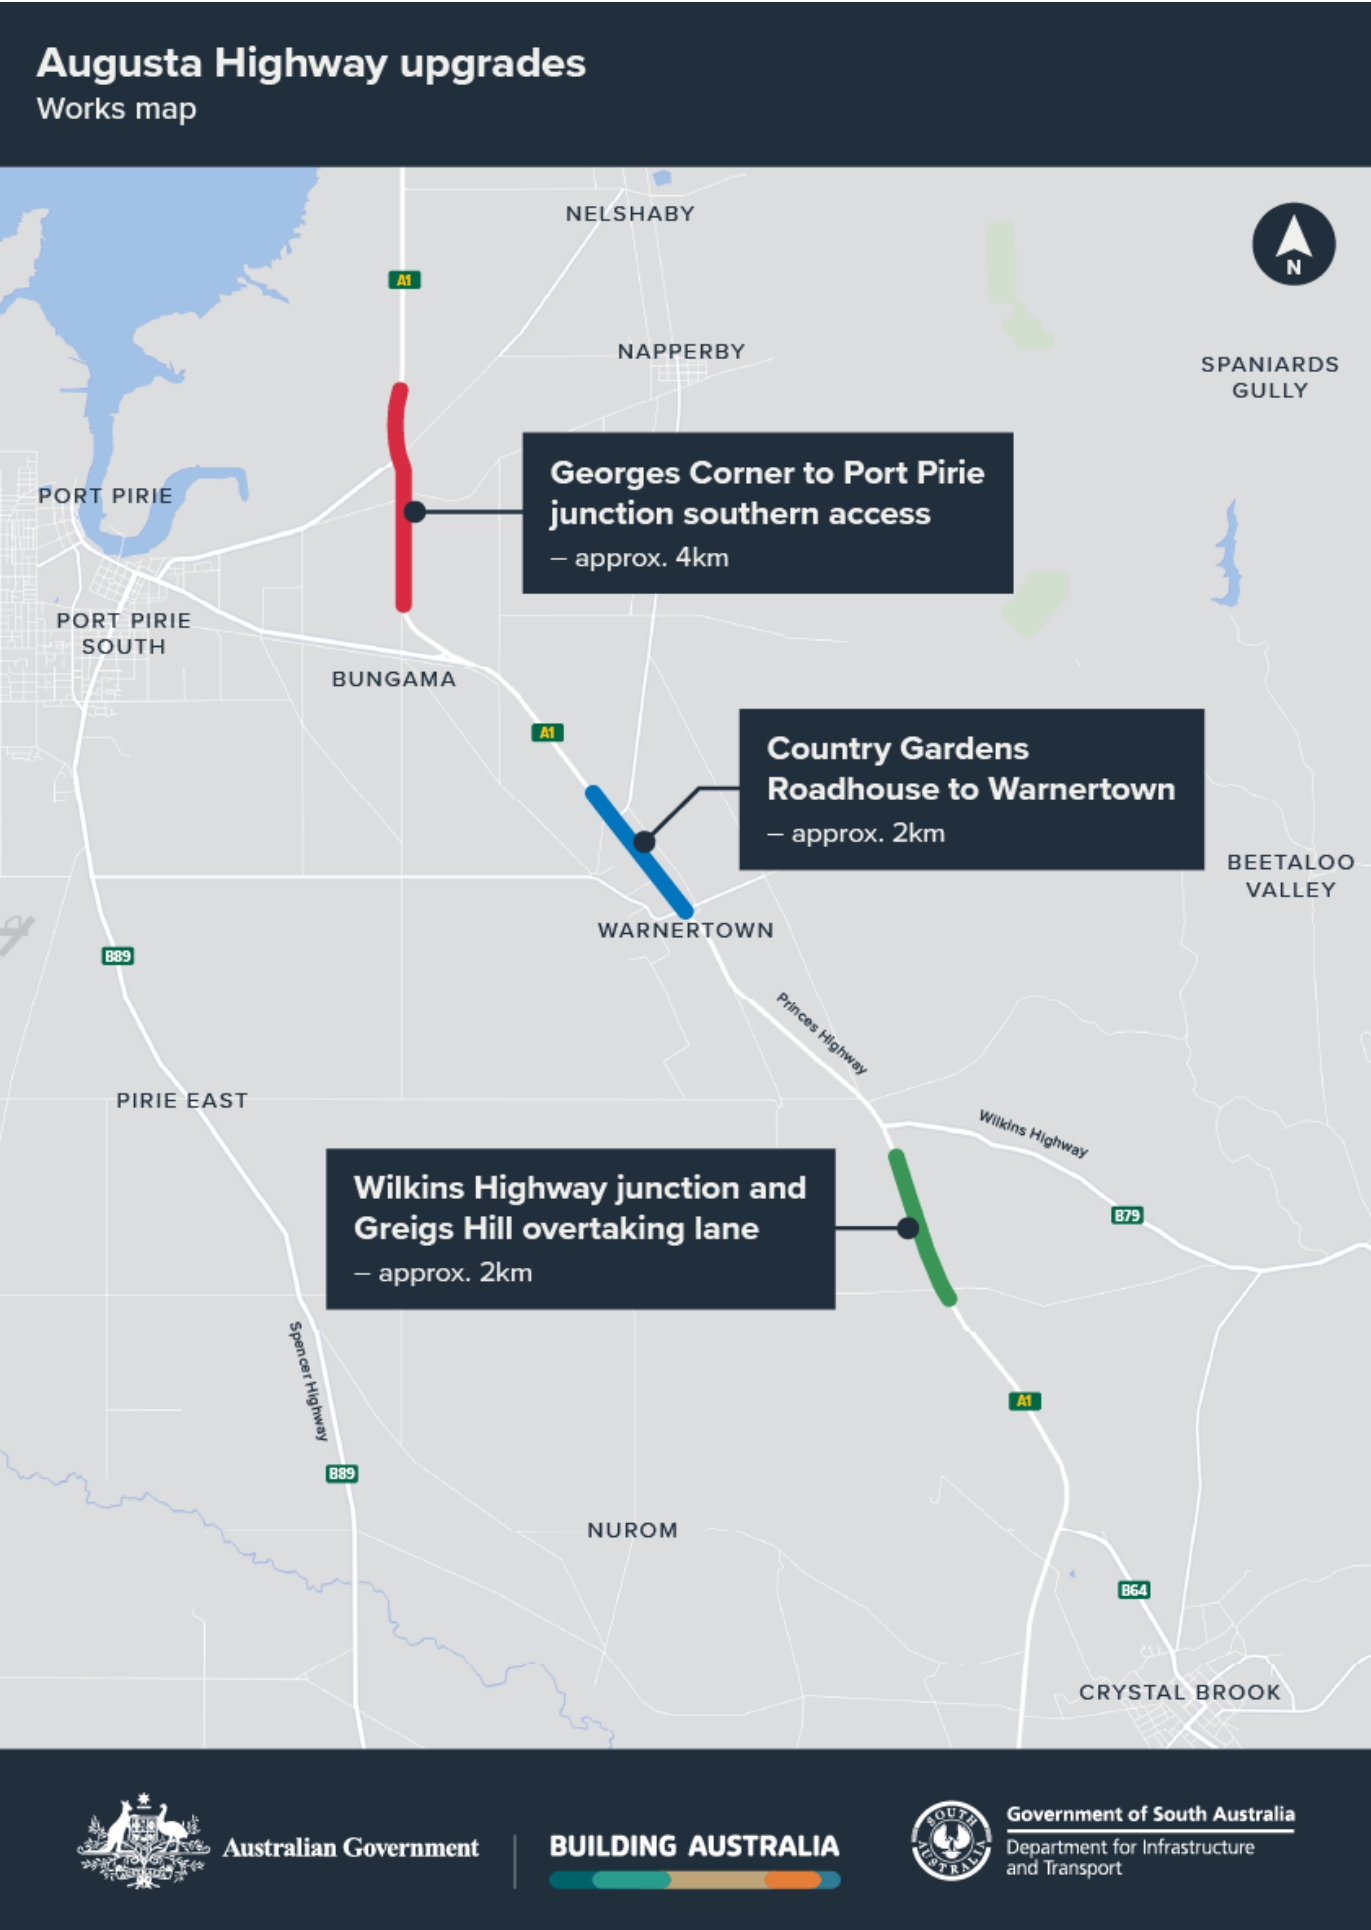 Augusta Highway upgrades
Works map
NELSHABY
N
A1
NAPPERBY
SPANIARDS
GULLY
Georges Corner to Port Pirie
junction southern access
– approx. 4km
PORT PIRIE
PORT PIRIE
SOUTH
BUNGAMA
A1
Country Gardens
Roadhouse to Warnertown
– approx. 2km
BEETALOO
VALLEY
WARNERTOWN
B89
Princes Highway
PIRIE EAST
Wilkins Highway
Wilkins Highway junction and
Greigs Hill overtaking lane
– approx. 2km
B79
Spencer Highway
A1
B89
NUROM
B64
CRYSTAL BROOK
Australian Government
BUILDING AUSTRALIA
SOUTH
AUSTRALIA
Government of South Australia
Department for Infrastructure
and Transport